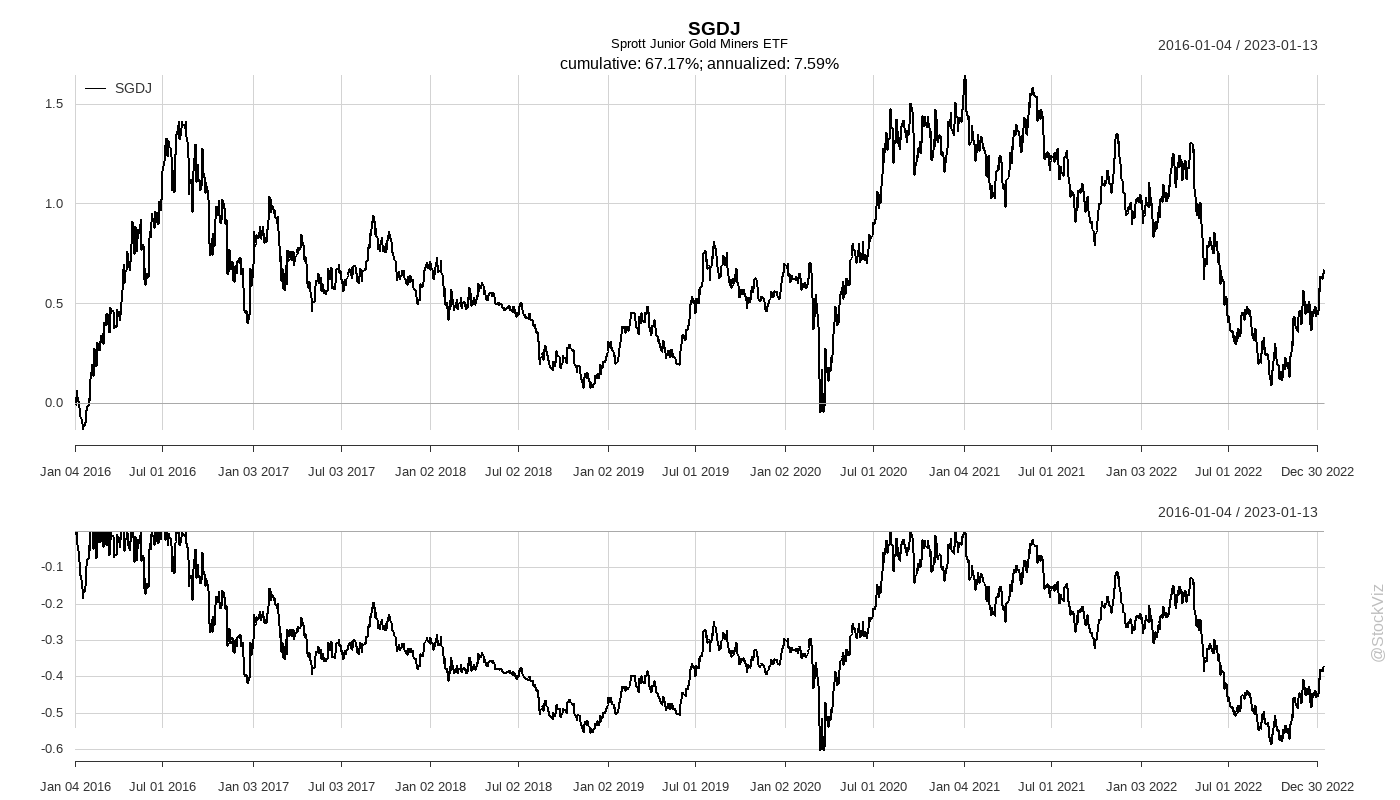 SGDJ
Sprott Junior Gold Miners ETF
2016-01-04 / 2023-01-13
cumulative: 67.17%; annualized: 7.59%
SGDJ
1.5
1.0
0.5
0.0
Jan 04 2016 Jul 01 2016 Jan 03 2017 Jul 03 2017 Jan 02 2018 Jul 02 2018 Jan 02 2019 Jul 01 2019 Jan 02 2020 Jul 01 2020 Jan 04 2021 Jul 01 2021 Jan 03 2022 Jul 01 2022 Dec 30 2022
2016-01-04 / 2023-01-13
-0.1
-0.2
-0.3
-0.4
-0.5
-0.6
Jan 04 2016 Jul 01 2016 Jan 03 2017 Jul 03 2017 Jan 02 2018 Jul 02 2018 Jan 02 2019 Jul 01 2019 Jan 02 2020 Jul 01 2020 Jan 04 2021 Jul 01 2021 Jan 03 2022 Jul 01 2022 Dec 30 2022
@StockViz